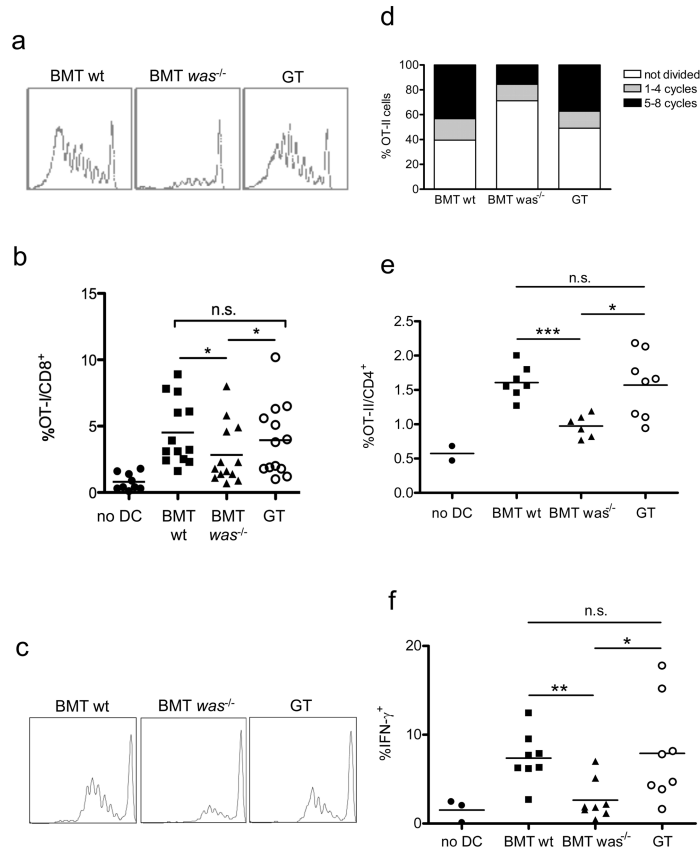 a
BMT wt BMT was-/- GT
d
100
80
60
40
20
0
% OT-II cells
BMT wt BMT was-/- GT
not divided
1-4 cycles
5-8 cycles
b
15
10
5
0
%OT-I/CD8+
n.s.
*
*
no DC BMT wt BMT was-/- GT
e
2.5
2.0
1.5
1.0
0.5
0.0
%OT-II/CD4+
n.s.
*
***
no DC BMT wt BMT was-/- GT
c
BMT wt BMT was-/- GT
f
20
10
0
%IFN-γ+
n.s.
*
**
no DC BMT wt BMT was-/- GT